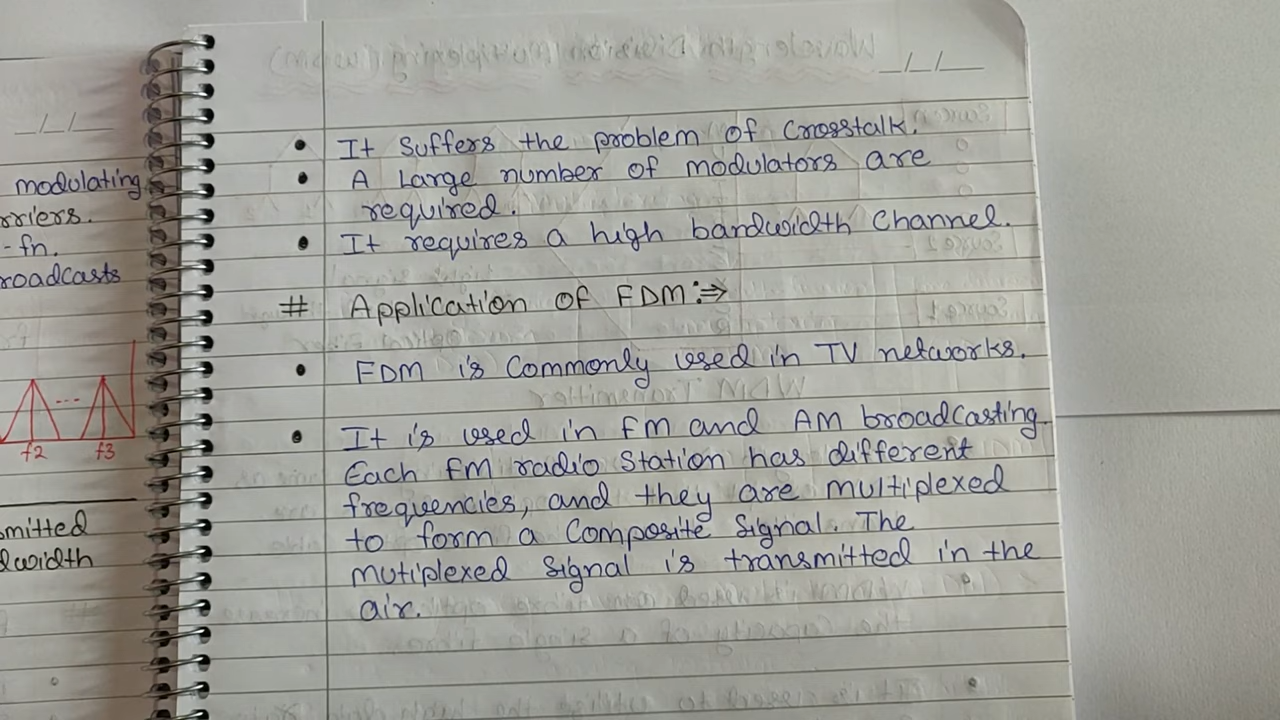 _/_/__
modulating
rriers.
-fn.
roadcasts
f2
f3
smitted
dwidth
_/_/__
• It suffers the problem of Crosstalk.
• A Large number of modulators are
required.
• It requires a high bandwidth Channel.
# Application of FDM:⇒
• FDM is Commonly used in TV networks.
• It is used in FM and AM broadcasting
Each FM radio Station has different
frequencies, and they are multiplexed
to form a Composite Signal. The
mutiplexed Signal is transmitted in the
air.